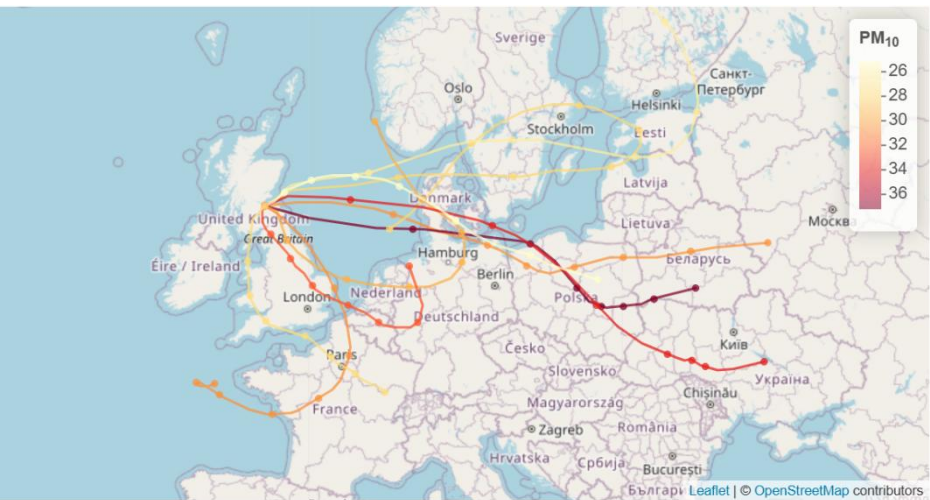 PM10
26
28
30
32
34
36
Sverige
Oslo
Stockholm
Helsinki
Санкт-
Петербург
Eesti
Latvija
Lietuva
Москва
Беларусь
Danmark
United Kingdom
Great Britain
Éire / Ireland
London
Nederland
Hamburg
Berlin
Polska
Deutschland
Paris
France
Česko
Slovensko
Київ
Україна
Magyarország
Chișinău
Zagreb
România
Hrvatska
Србија
București
Leaflet | © OpenStreetMap contributors